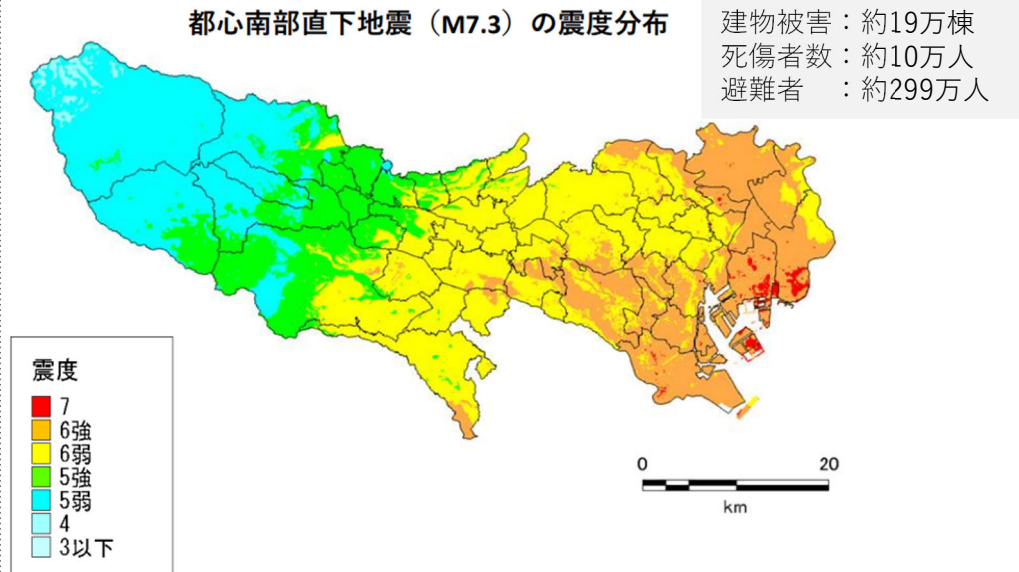 都心南部直下地震（M7.3）の震度分布
建物被害：約19万棟
死傷者数：約10万人
避難者　：約299万人
震度
7
6強
6弱
5強
5弱
4
3以下
0 20
km